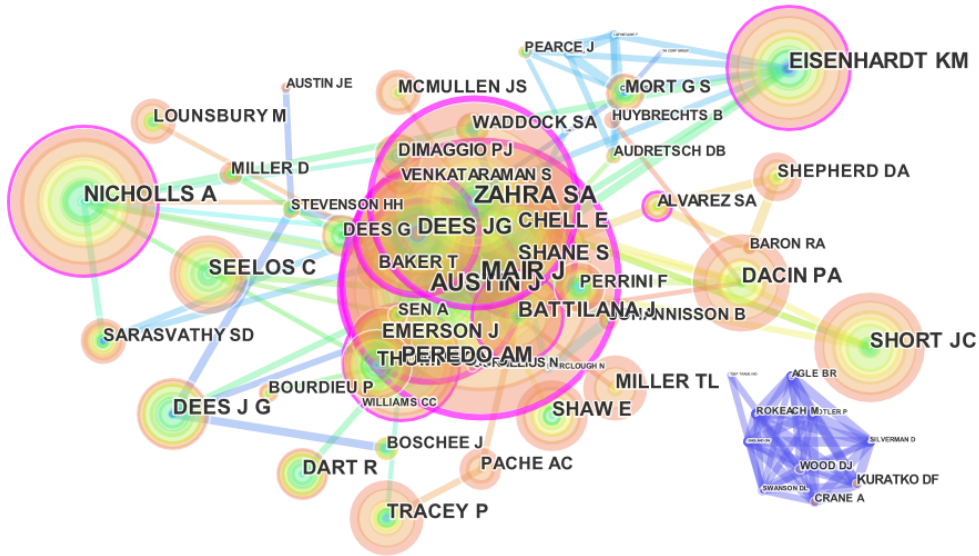 PEARCE J
EISENHARDT KM
AUSTIN JE
MCMULLEN JS
MORT G S
LOUNSBURY M
HUYBRECHTS B
WADDOCK SA
DIMAGGIO PJ
AUDRETSCH DB
MILLER D
VENKATARAMAN S
SHEPHERD DA
NICHOLLS A
ZAHRA SA
ALVAREZ SA
STEVENSON HH
DEES G
DEES JG
CHELL E
BARON RA
SHANE S
BAKER T
SEELOS C
MAIR J
AUSTIN J
PERRINI F
DACIN PA
SEN A
BATTILANA J
SARASVATHY SD
EMERSON J
SHORT JC
PEREDO AM
BOURDIEU P
WILLIAMS CC
MILLER TL
AGLE BR
DEES J G
SHAW E
ROKEACH M
SILVERMAN D
BOSCHEE J
DART R
PACHE AC
WOOD DJ
KURATKO DF
SWANSON DL
CRANE A
TRACEY P